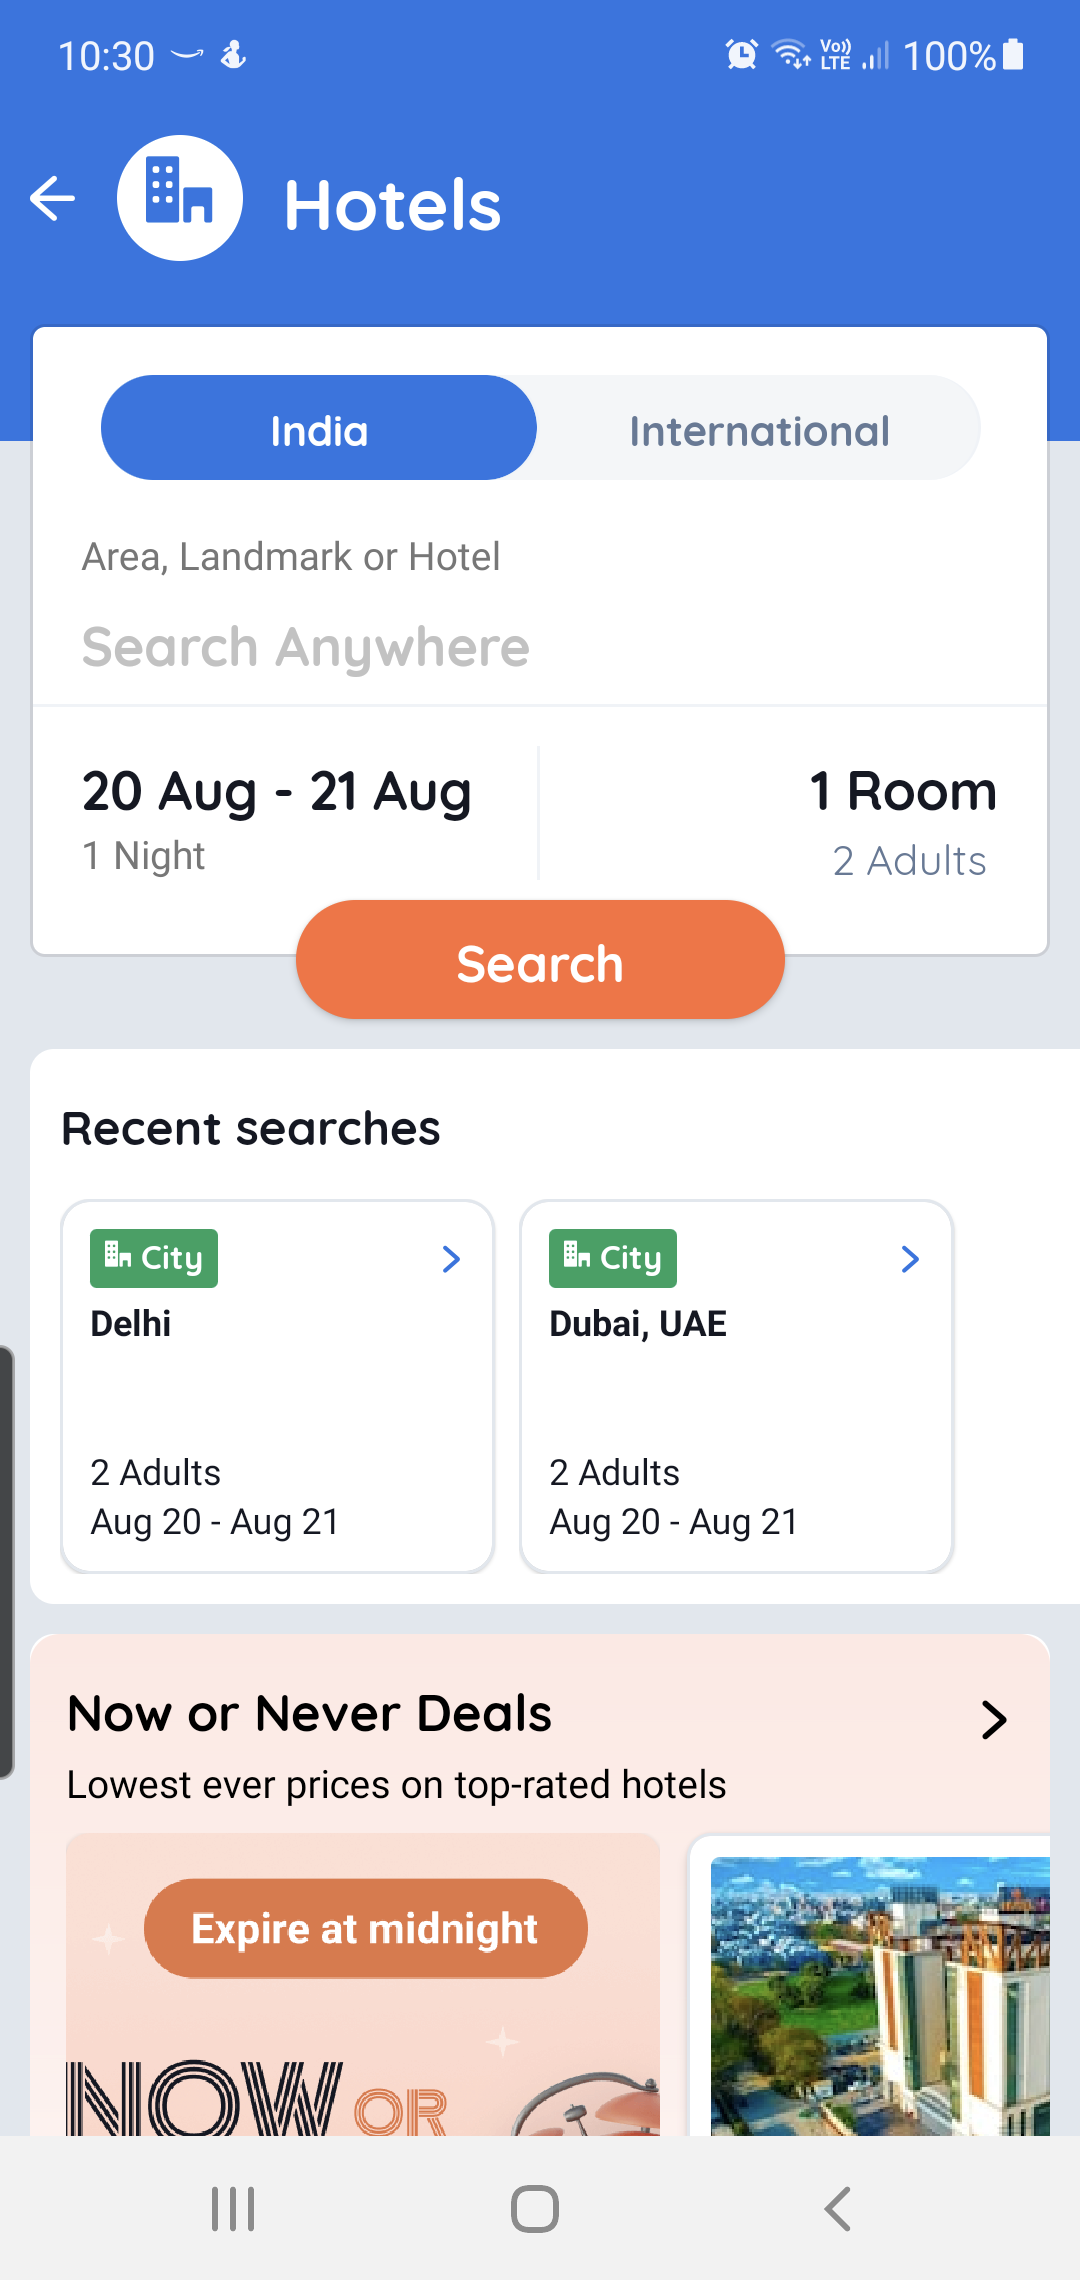 10:30
Vo)) LTE
100%
Hotels
India
International
Area, Landmark or Hotel
Search Anywhere
20 Aug - 21 Aug
1 Room
1 Night
2 Adults
Search
Recent searches
City
City
Delhi
Dubai, UAE
2 Adults
2 Adults
Aug 20 - Aug 21
Aug 20 - Aug 21
Now or Never Deals
Lowest ever prices on top-rated hotels
Expire at midnight
NOW OR